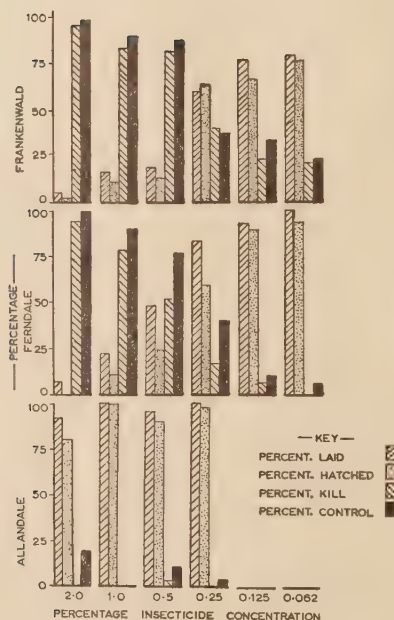 100
75
50
25
0
FRANKENWALD
100
75
50
25
0
— PERCENTAGE —
FERNDALE
100
75
50
25
0
ALLANDALE
— KEY —
PERCENT. LAID
PERCENT. HATCHED
PERCENT. KILL
PERCENT. CONTROL
2·0 1·0 0·5 0·25 0·125 0·062
PERCENTAGE INSECTICIDE CONCENTRATION